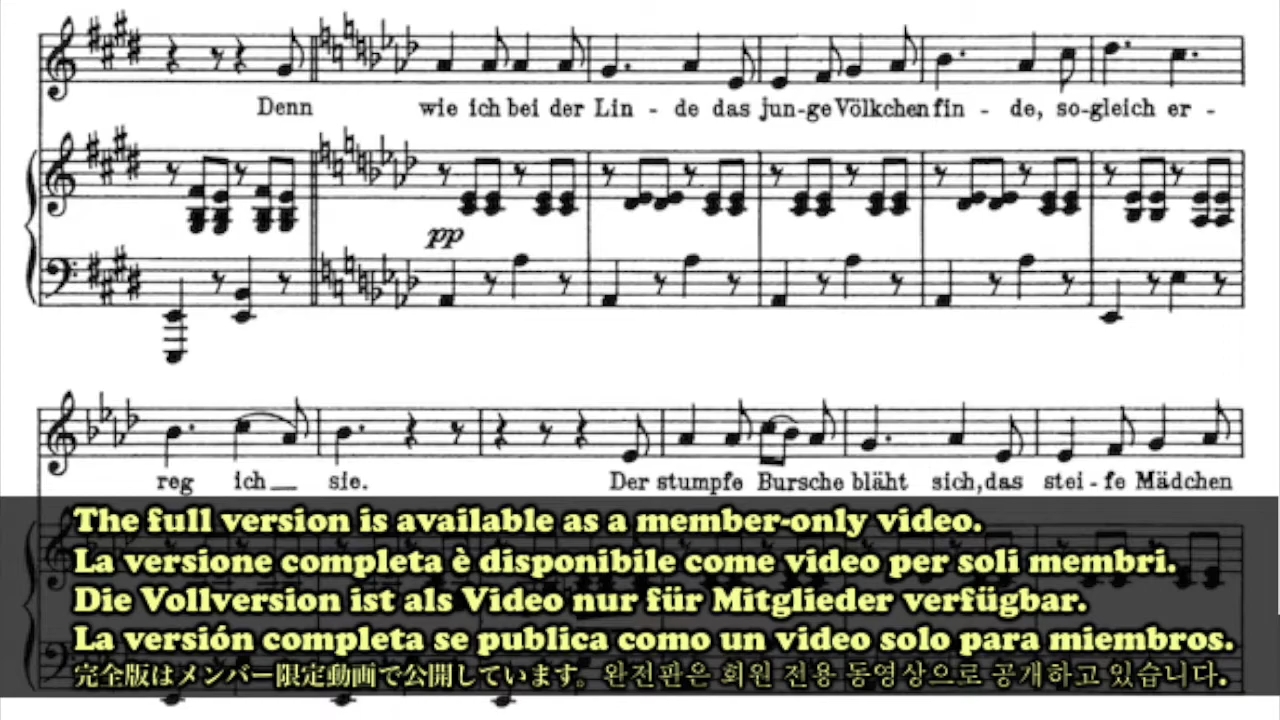 Denn wie ich bei der Lin - de das jun-ge Völkchen fin - de, so-gleich er -
pp
reg ich_ sie. Der stumpfe Bursche bläht sich, das stei - fe Mädchen
The full version is available as a member-only video.
La versione completa è disponibile come video per soli membri.
Die Vollversion ist als Video nur für Mitglieder verfügbar.
La versión completa se publica como un video solo para miembros.
完全版はメンバー限定動画で公開しています。완전판은 회원 전용 동영상으로 공개하고 있습니다.